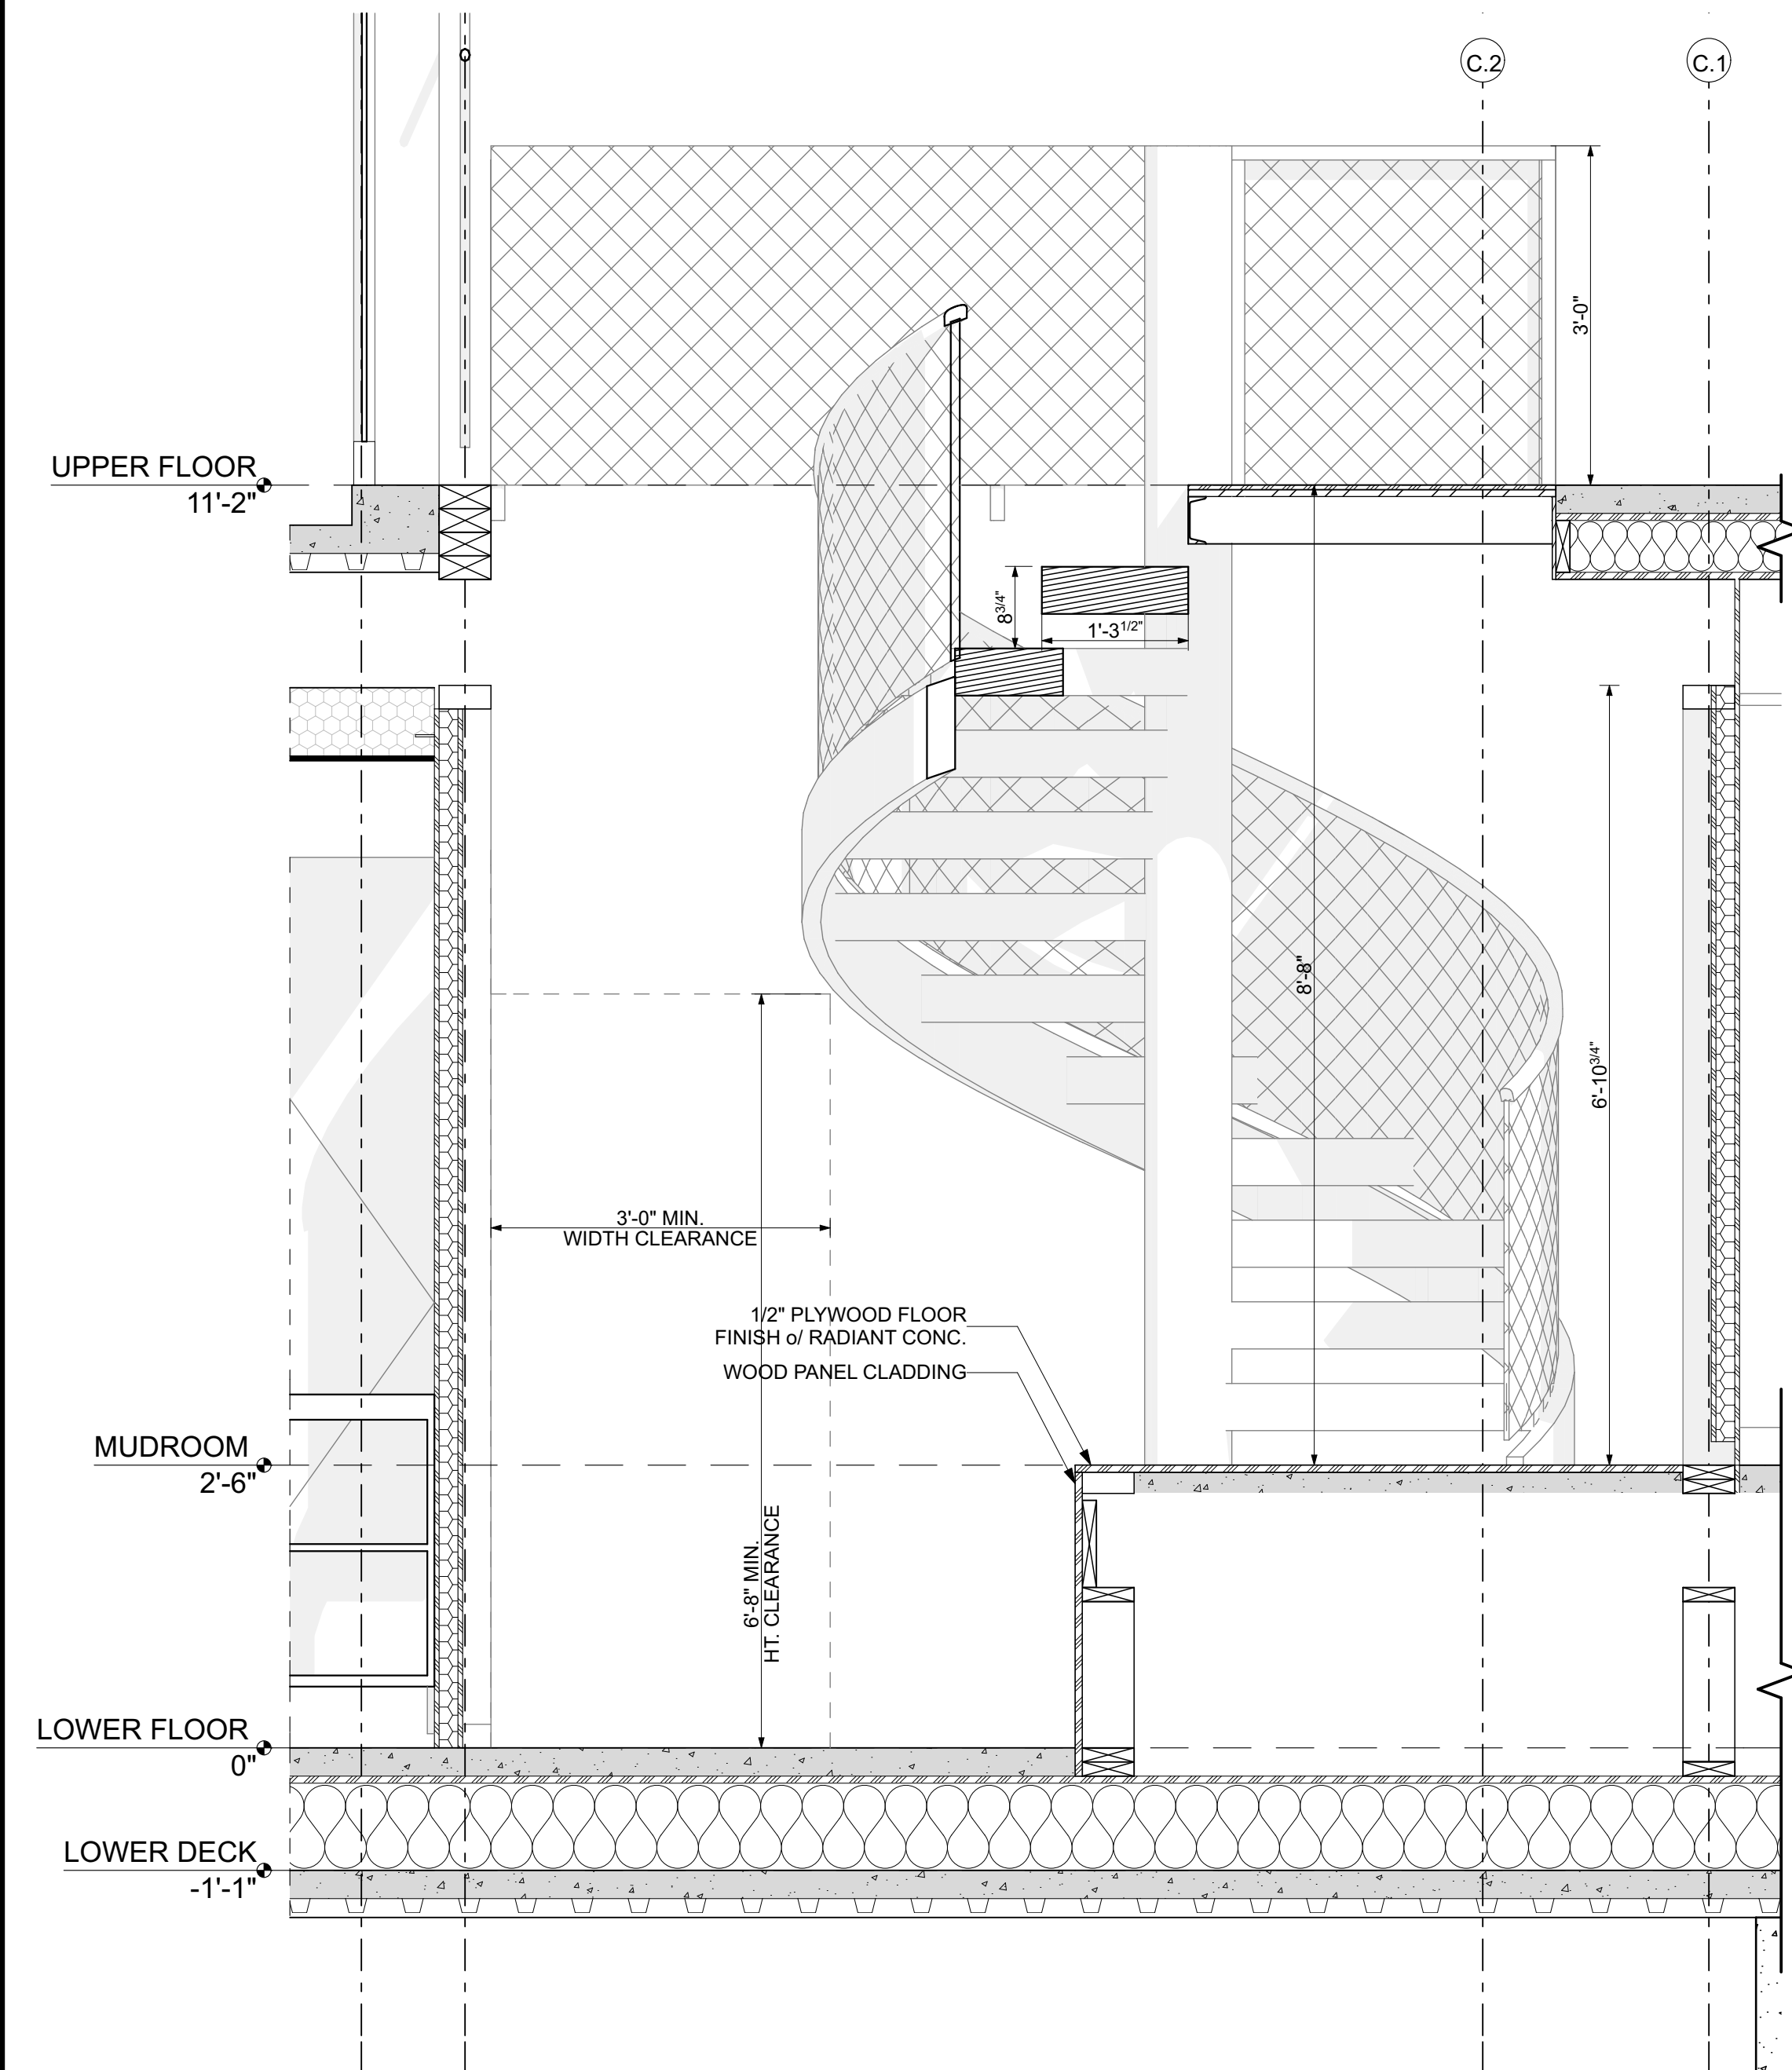 C.2
C.1
3'-0"
UPPER FLOOR
11'-2"
8 3/4"
1'-3 1/2"
8'-8"
6'-10 3/4"
3'-0" MIN.
WIDTH CLEARANCE
1/2" PLYWOOD FLOOR
FINISH o/ RADIANT CONC.
WOOD PANEL CLADDING
MUDROOM
2'-6"
6'-8" MIN.
HT. CLEARANCE
LOWER FLOOR
0"
LOWER DECK
-1'-1"